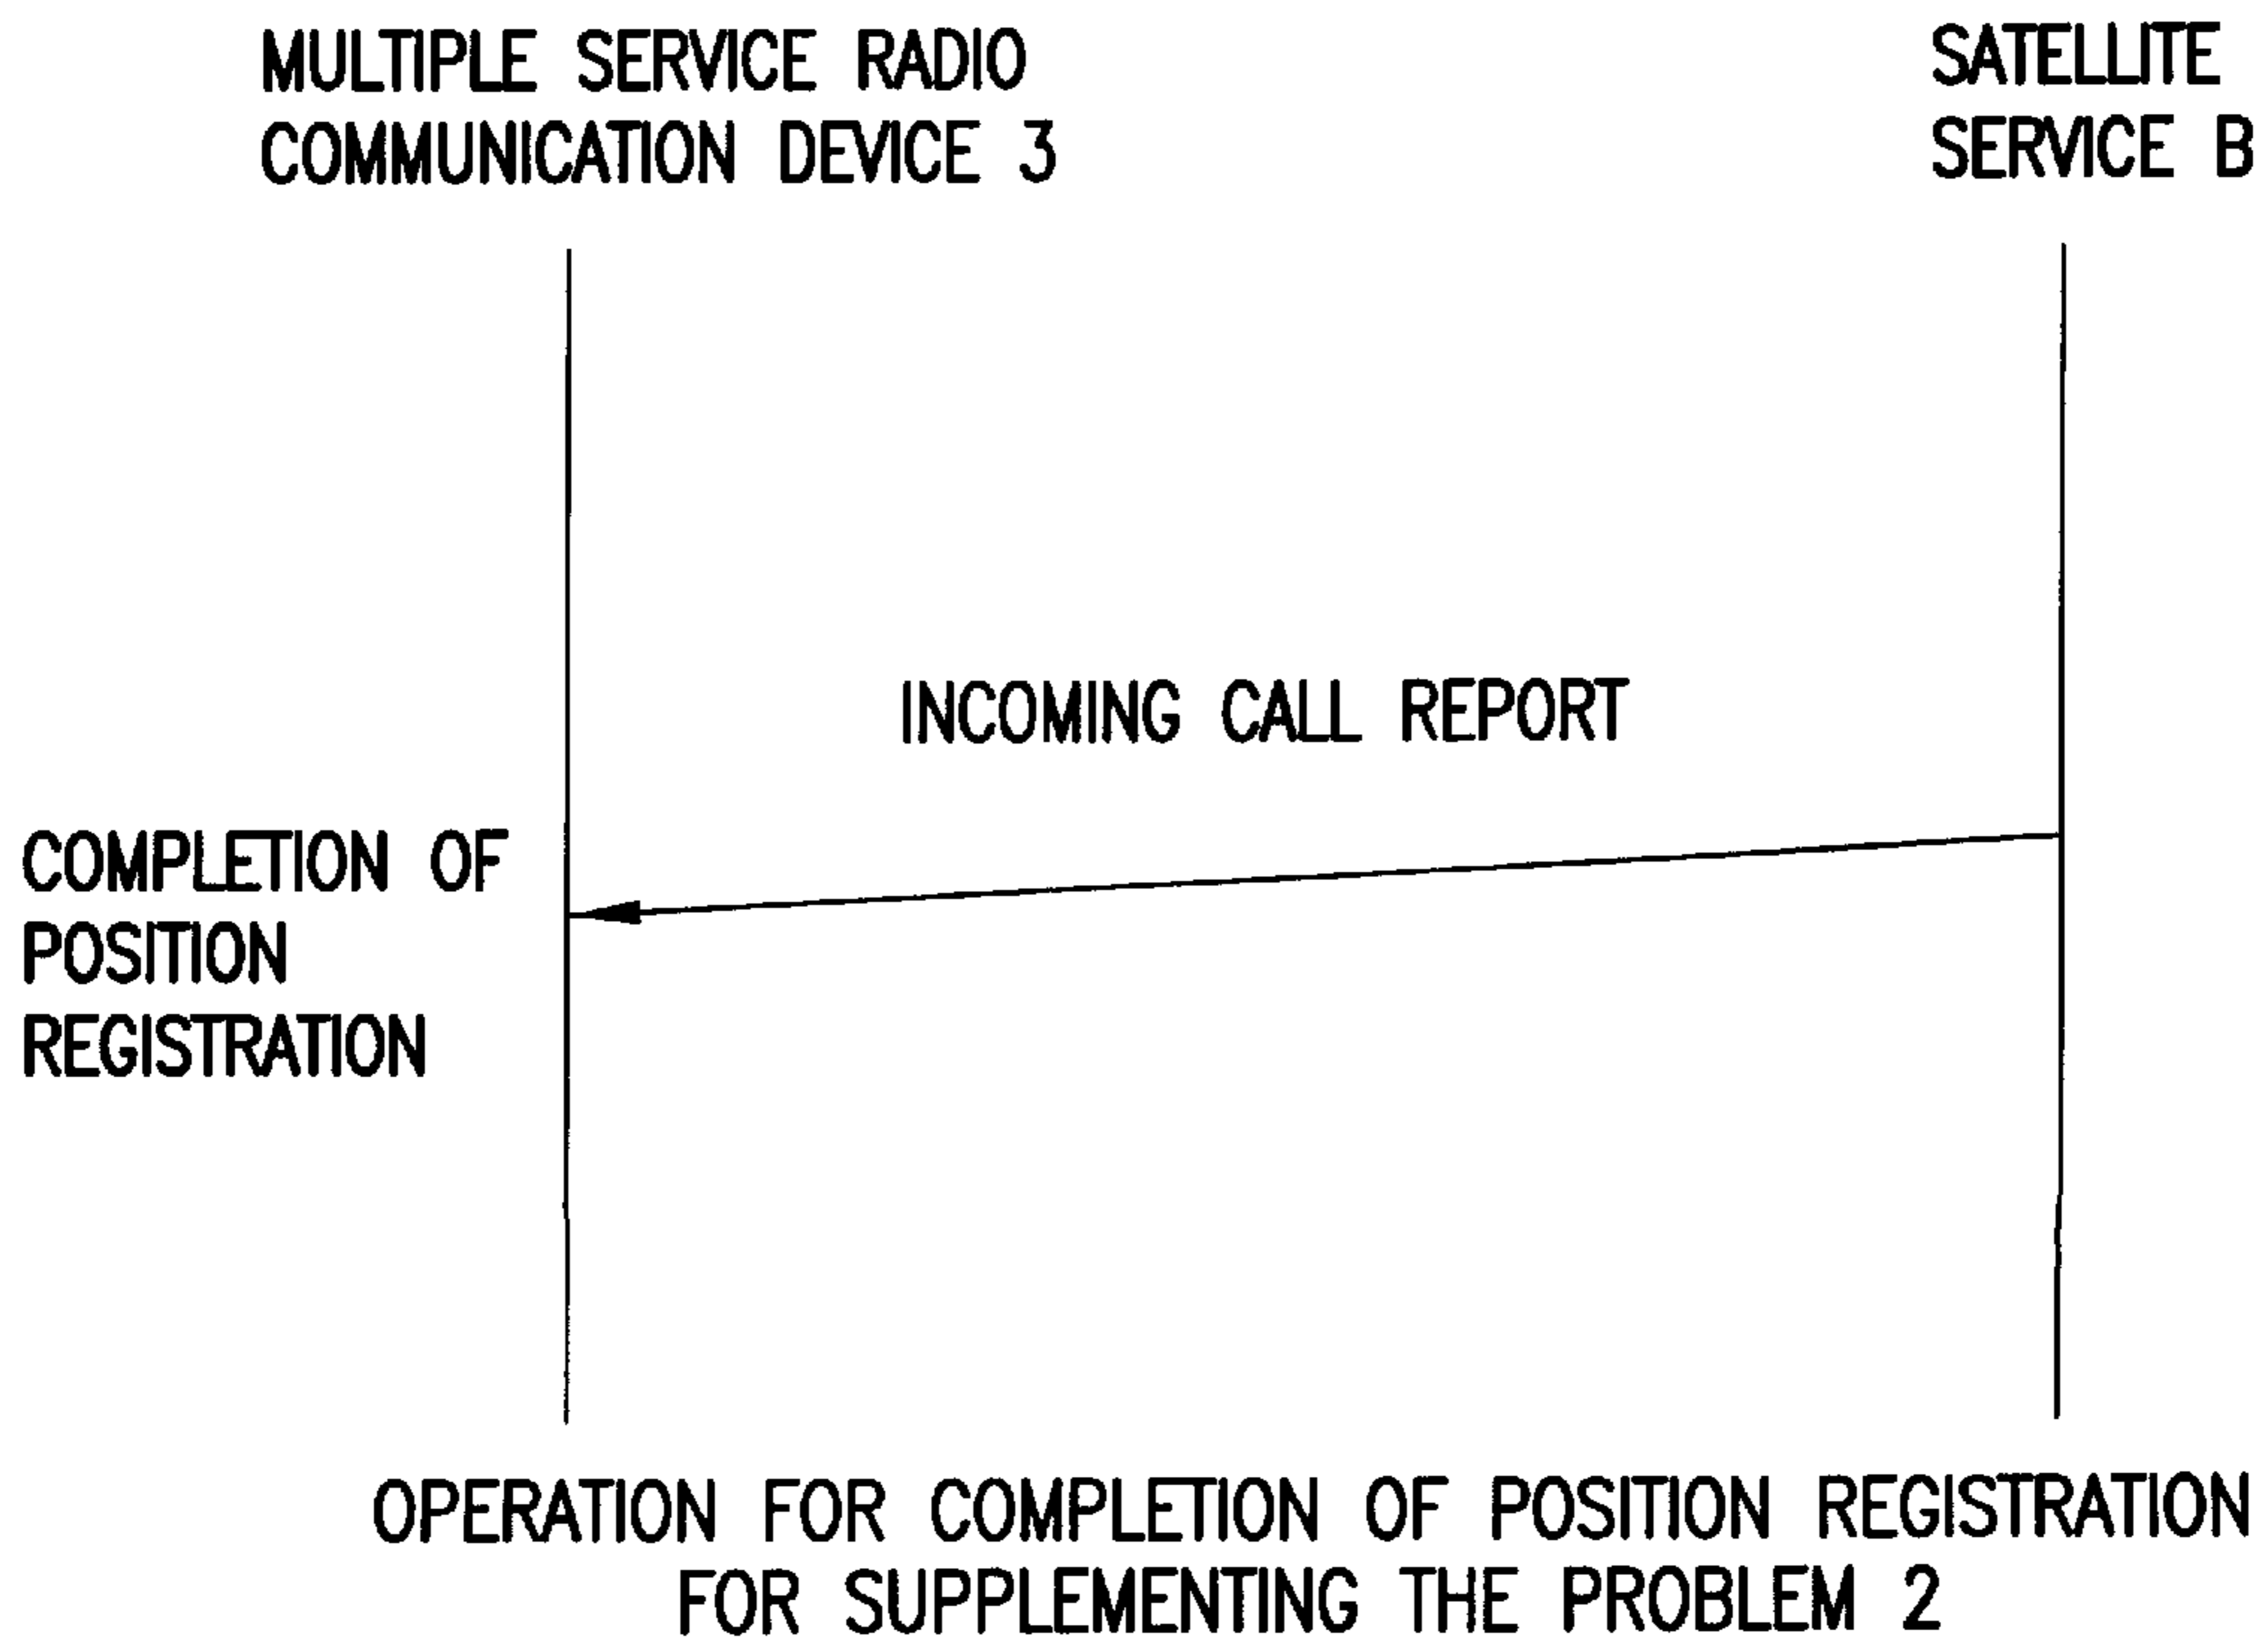 MULTIPLE SERVICE RADIO
COMMUNICATION DEVICE 3
SATELLITE
SERVICE B
INCOMING CALL REPORT
COMPLETION OF
POSITION
REGISTRATION
OPERATION FOR COMPLETION OF POSITION REGISTRATION
FOR SUPPLEMENTING THE PROBLEM 2